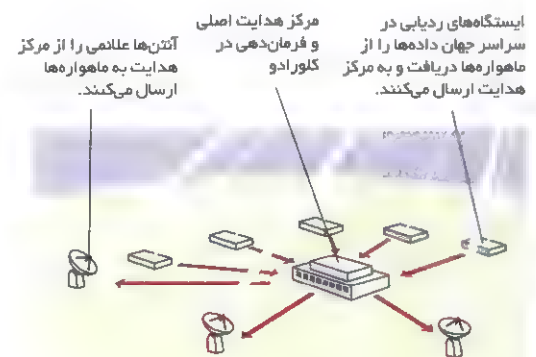 ایستگاه‌های ردیابی در
سراسر جهان داده‌ها را از
ماهواره‌ها دریافت و به مرکز
هدایت ارسال می‌کنند.
مرکز هدایت اصلی
و فرمان‌دهی در
کلورادو
آنتن‌ها علائمی را از مرکز
هدایت به ماهواره‌ها
ارسال می‌کنند.